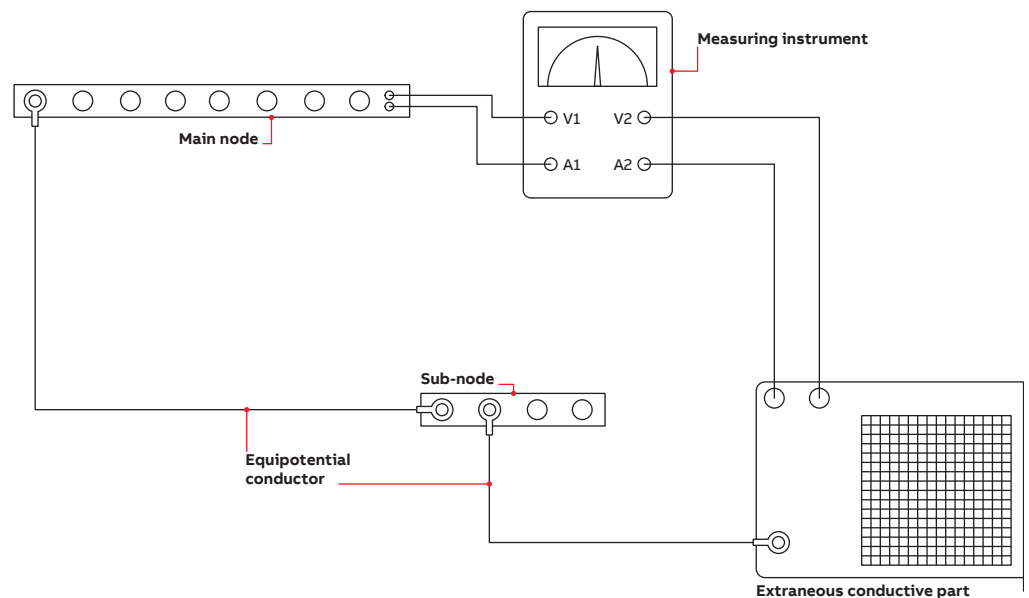 Measuring instrument
V1
V2
Main node
A1
A2
Sub-node
Equipotential
conductor
Extraneous conductive part